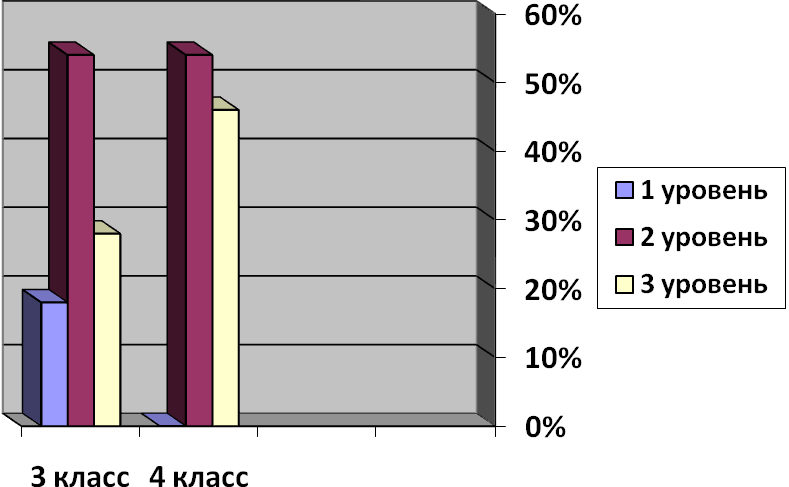 60%
50%
40%
30%
20%
10%
0%
1 уровень
2 уровень
3 уровень
3 класс
4 класс